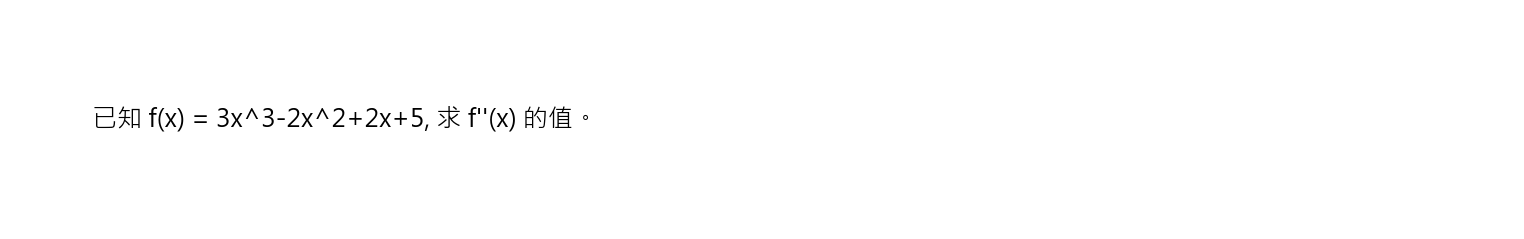 已知 f(x) = 3x^3-2x^2+2x+5, 求 f''(x) 的值。